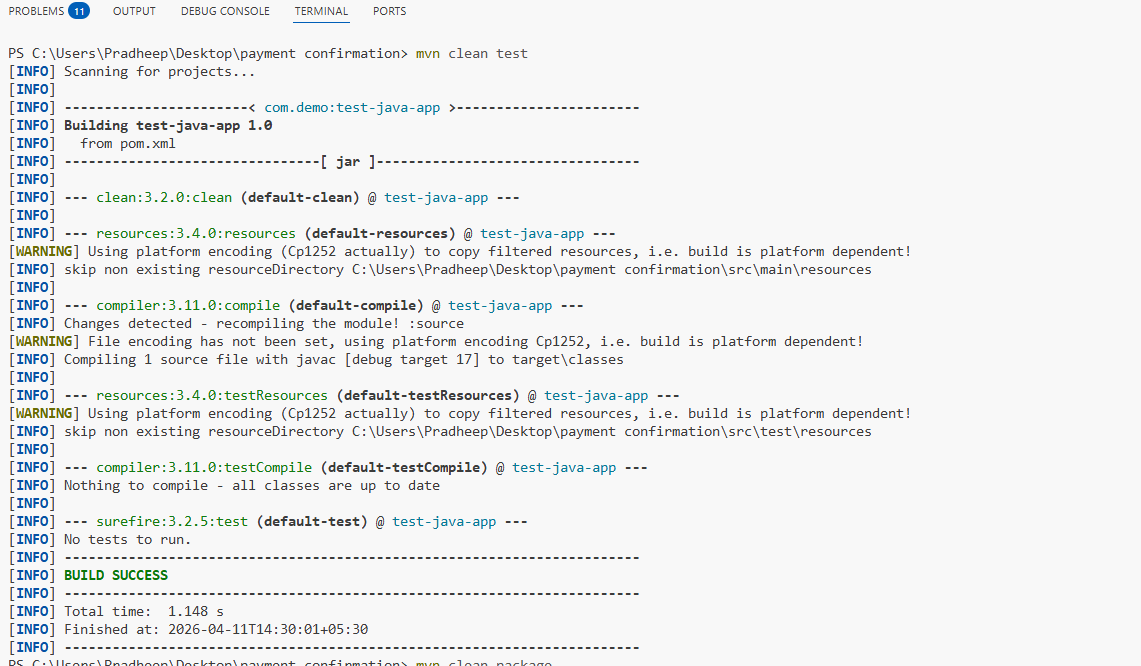 PROBLEMS 11 OUTPUT DEBUG CONSOLE TERMINAL PORTS
PS C:\Users\Pradheep\Desktop\payment confirmation> mvn clean test
[INFO] Scanning for projects...
[INFO]
[INFO] -----------------------< com.demo:test-java-app >-----------------------
[INFO] Building test-java-app 1.0
[INFO]   from pom.xml
[INFO] --------------------------------[ jar ]---------------------------------
[INFO]
[INFO] --- clean:3.2.0:clean (default-clean) @ test-java-app ---
[INFO]
[INFO] --- resources:3.4.0:resources (default-resources) @ test-java-app ---
[WARNING] Using platform encoding (Cp1252 actually) to copy filtered resources, i.e. build is platform dependent!
[INFO] skip non existing resourceDirectory C:\Users\Pradheep\Desktop\payment confirmation\src\main\resources
[INFO]
[INFO] --- compiler:3.11.0:compile (default-compile) @ test-java-app ---
[INFO] Changes detected - recompiling the module! :source
[WARNING] File encoding has not been set, using platform encoding Cp1252, i.e. build is platform dependent!
[INFO] Compiling 1 source file with javac [debug target 17] to target\classes
[INFO]
[INFO] --- resources:3.4.0:testResources (default-testResources) @ test-java-app ---
[WARNING] Using platform encoding (Cp1252 actually) to copy filtered resources, i.e. build is platform dependent!
[INFO] skip non existing resourceDirectory C:\Users\Pradheep\Desktop\payment confirmation\src\test\resources
[INFO]
[INFO] --- compiler:3.11.0:testCompile (default-testCompile) @ test-java-app ---
[INFO] Nothing to compile - all classes are up to date
[INFO]
[INFO] --- surefire:3.2.5:test (default-test) @ test-java-app ---
[INFO] No tests to run.
[INFO] ------------------------------------------------------------------------
[INFO] BUILD SUCCESS
[INFO] ------------------------------------------------------------------------
[INFO] Total time:  1.148 s
[INFO] Finished at: 2026-04-11T14:30:01+05:30
[INFO] ------------------------------------------------------------------------
PS C:\Users\Pradheep\Desktop\payment confirmation> mvn clean package